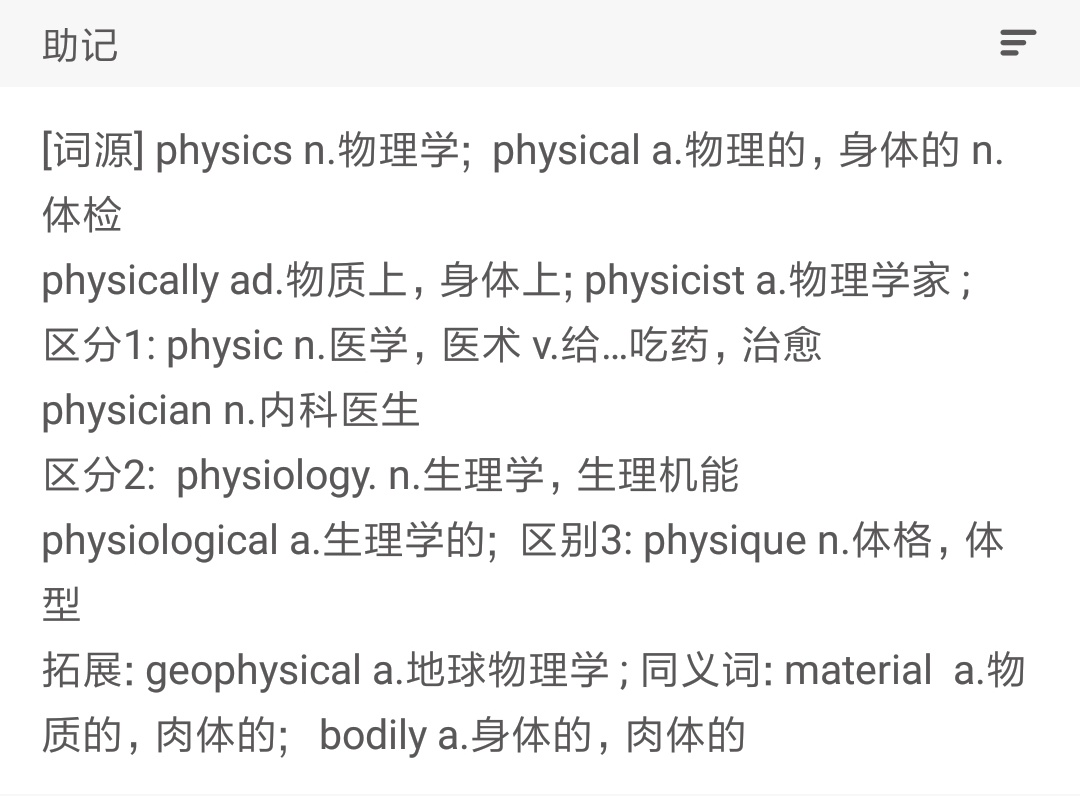 助记
[词源] physics n.物理学;  physical a.物理的, 身体的 n.
体检
physically ad.物质上, 身体上; physicist a.物理学家 ;
区分1: physic n.医学, 医术 v.给...吃药, 治愈
physician n.内科医生
区分2:  physiology. n.生理学, 生理机能
physiological a.生理学的;  区别3: physique n.体格, 体
型
拓展: geophysical a.地球物理学 ; 同义词: material  a.物
质的, 肉体的;   bodily a.身体的, 肉体的